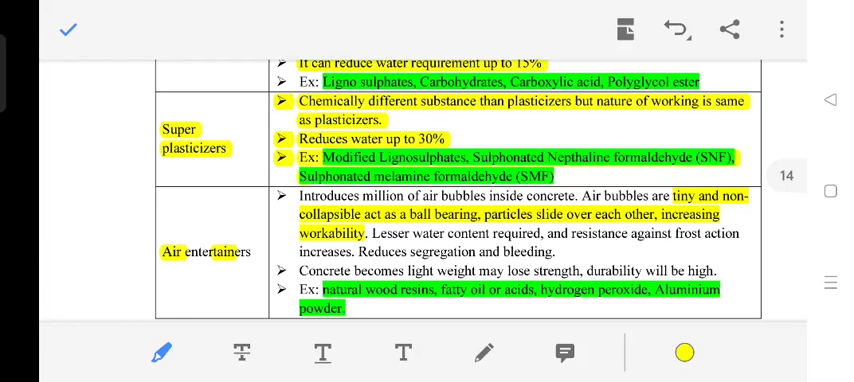 It can reduce water requirement up to 15%
Ex: Ligno sulphates, Carbohydrates, Carboxylic acid, Polyglycol ester
Super
plasticizers
Chemically different substance than plasticizers but nature of working is same
as plasticizers.
Reduces water up to 30%
Ex: Modified Lignosulphates, Sulphonated Nepthaline formaldehyde (SNF),
Sulphonated melamine formaldehyde (SMF)
14
Air entertainers
Introduces million of air bubbles inside concrete. Air bubbles are tiny and non-
collapsible act as a ball bearing, particles slide over each other, increasing
workability. Lesser water content required, and resistance against frost action
increases. Reduces segregation and bleeding.
Concrete becomes light weight may lose strength, durability will be high.
Ex: natural wood resins, fatty oil or acids, hydrogen peroxide, Aluminium
powder.